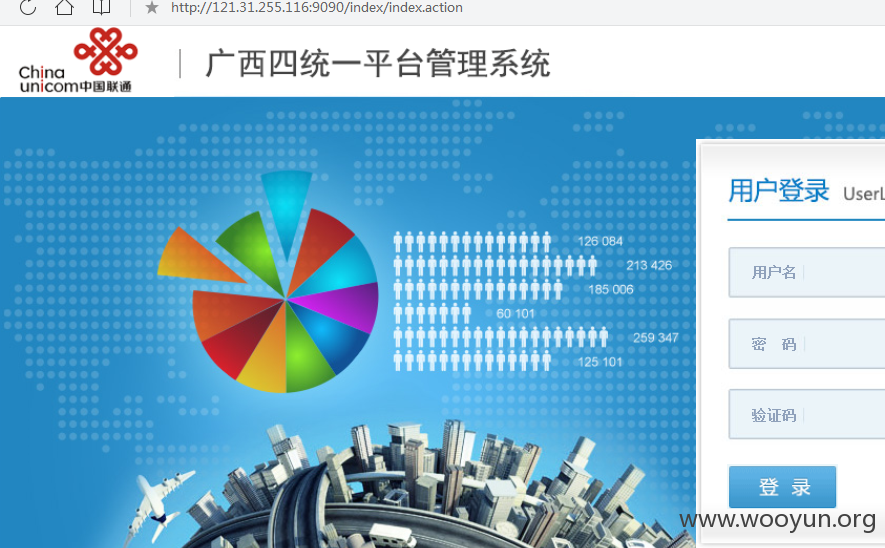 http://121.31.255.116:9090/index/index.action
China
unicom中国联通
广西四统一平台管理系统
用户登录 UserL
126 084
213 426
185 006
60 101
259 347
125 101
用户名
密 码
验证码
登 录
www.wooyun.org